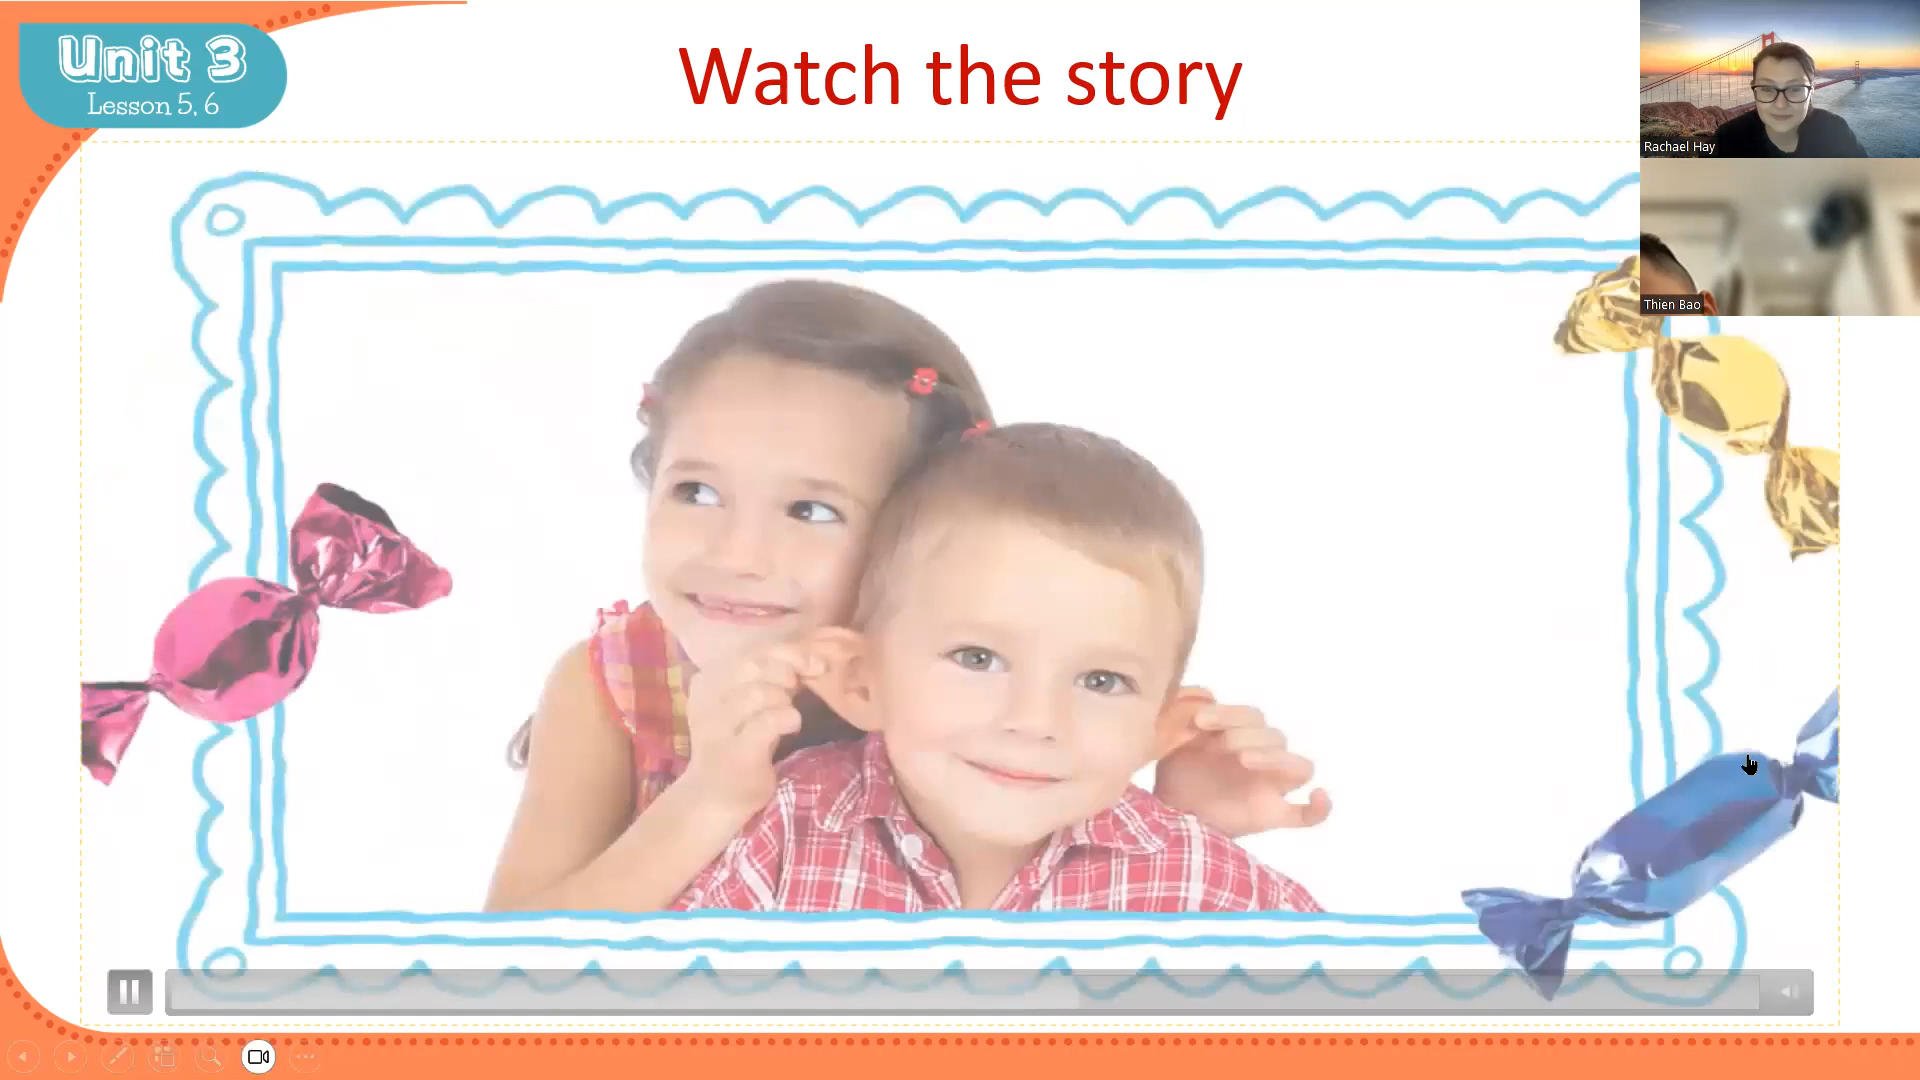 Unit 3
Lesson 5, 6
Watch the story
Rachael Hay
Thien Bao